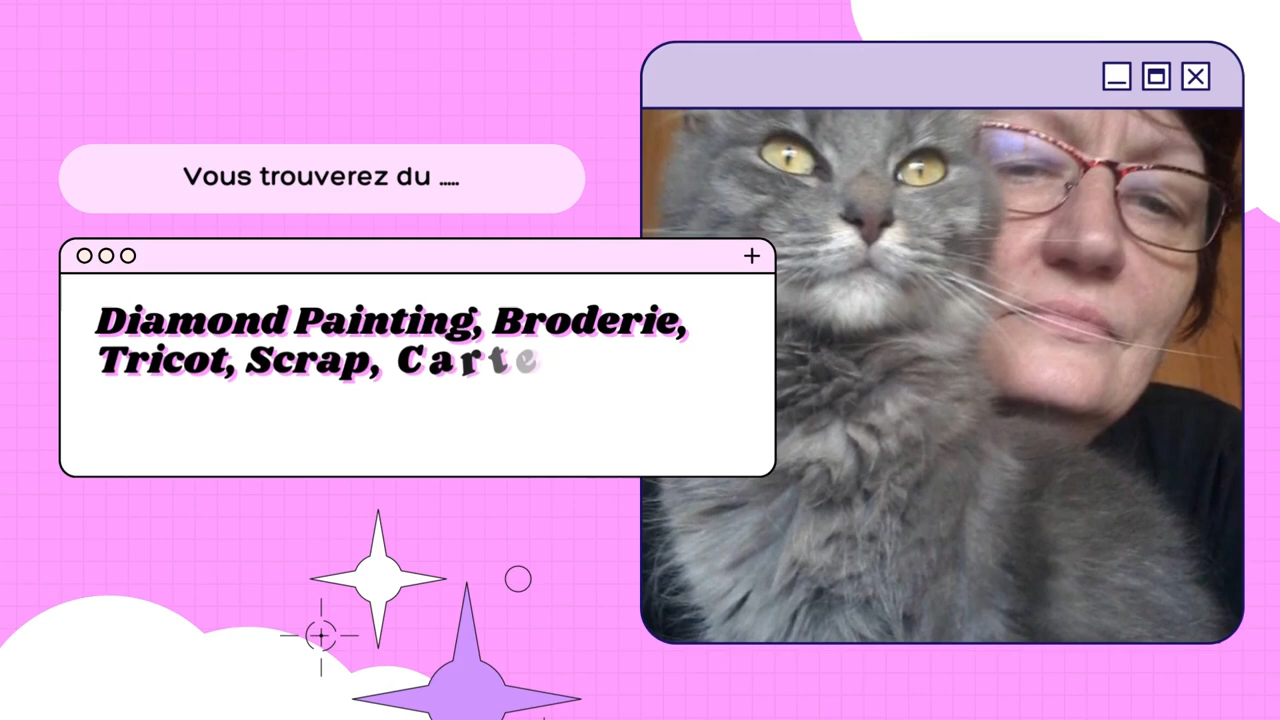 Vous trouverez du .....
Diamond Painting, Broderie,
Tricot, Scrap, Carte